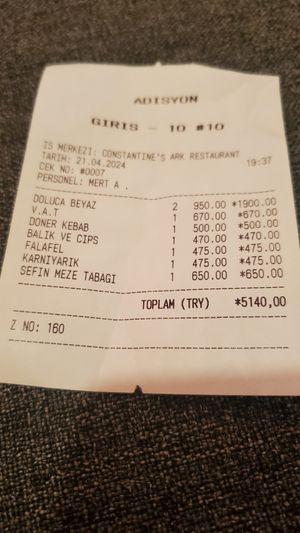 ADISYON
GIRIS - 10 #10
IS MERKEZI: CONSTANTINE'S ARK RESTAURANT
TARIH: 21.04.2024 19:37
CEK NO: #0007
PERSONEL: MERT A .
DOLUCA BEYAZ 2 950.00 *1900.00
V.A.T 1 670.00 *670.00
DONER KEBAB 1 500.00 *500.00
BALIK VE CIPS 1 470.00 *470.00
FALAFEL 1 475.00 *475.00
KARNIYARIK 1 475.00 *475.00
SEFIN MEZE TABAGI 1 650.00 *650.00
TOPLAM (TRY) *5140,00
Z NO: 160